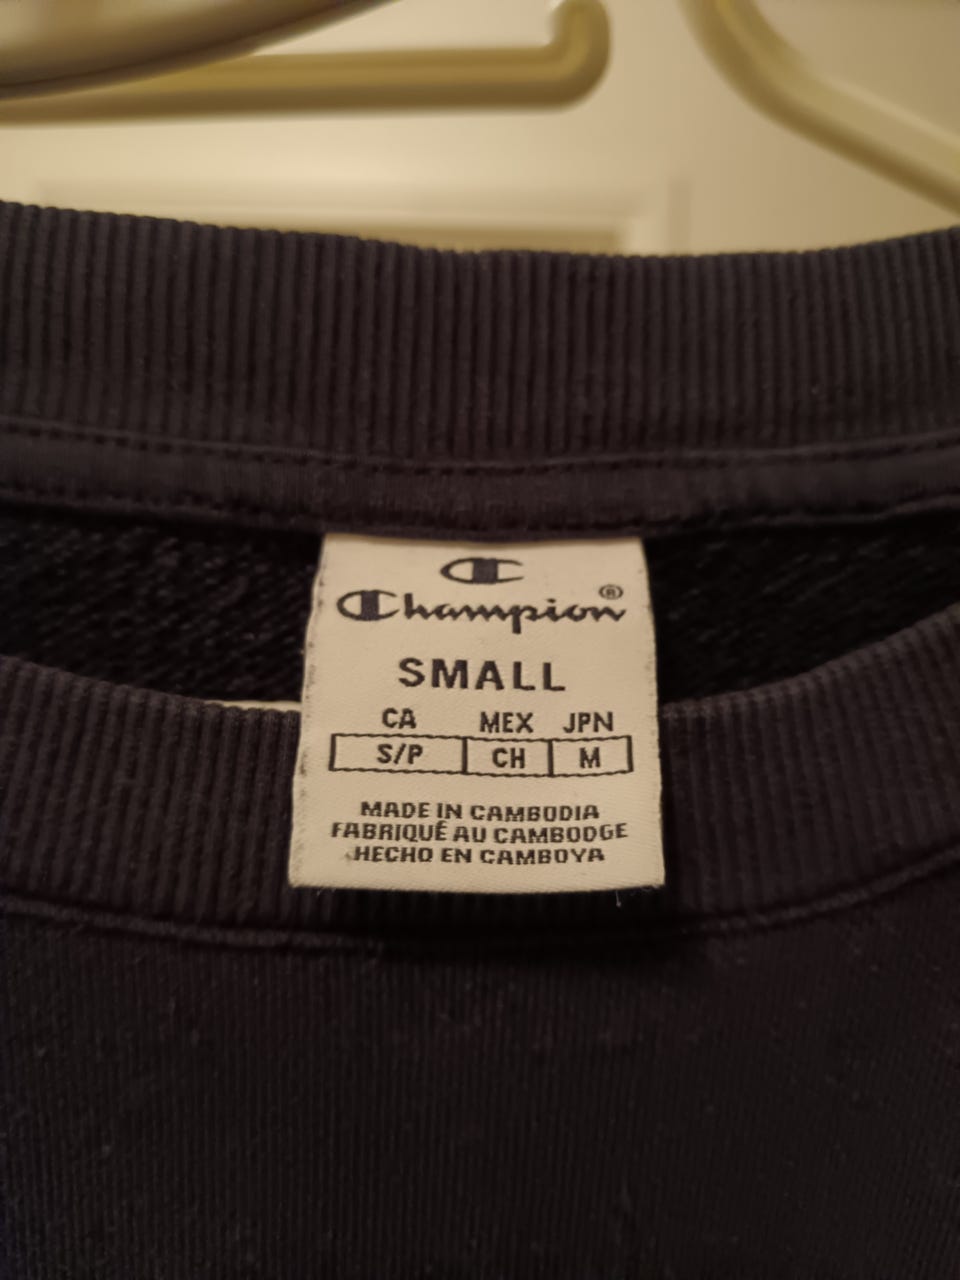 Champion®
SMALL
CA MEX JPN
S/P CH M
MADE IN CAMBODIA
FABRIQUÉ AU CAMBODGE
HECHO EN CAMBOYA